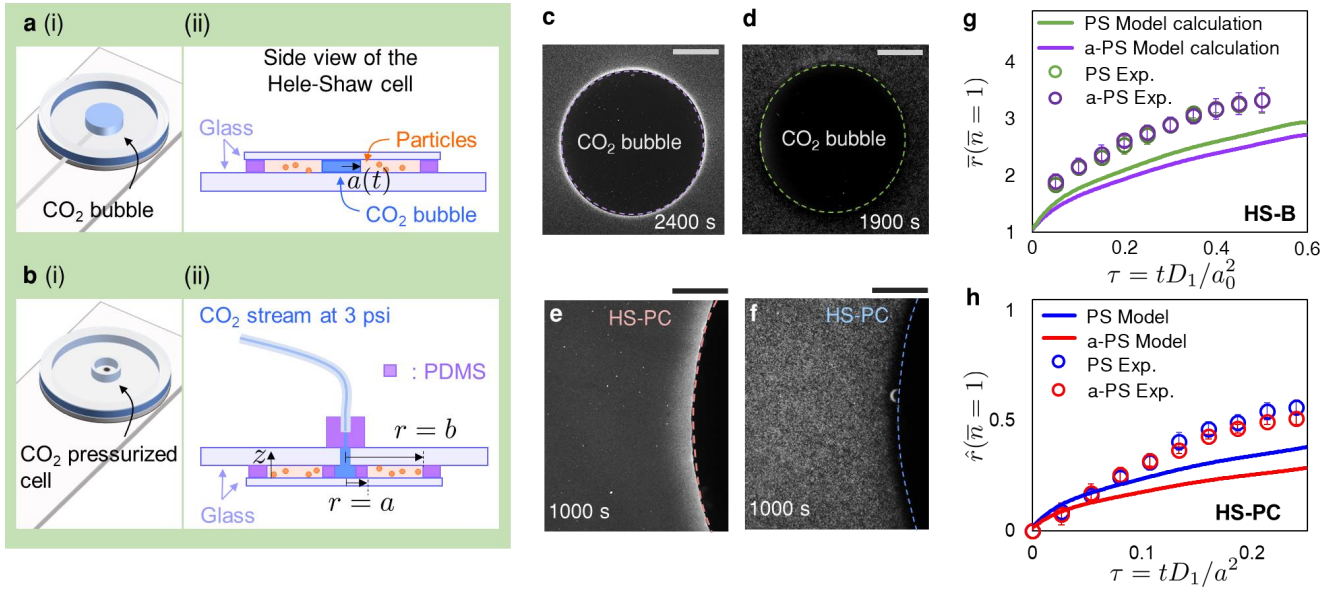 a (i)
(ii)
Side view of the
Hele-Shaw cell
Glass
Particles
a(t)
CO₂ bubble
CO₂ bubble
b (i)
(ii)
CO₂ stream at 3 psi
: PDMS
r = b
z
CO₂ pressurized
cell
Glass
r = a
c
CO₂ bubble
2400 s
d
CO₂ bubble
1900 s
e
HS-PC
1000 s
f
HS-PC
1000 s
g
PS Model calculation
a-PS Model calculation
PS Exp.
a-PS Exp.
4
3
2
1
r̅(n̅ = 1)
HS-B
0
0.2
0.4
0.6
τ = tD₁/a₀²
h
PS Model
a-PS Model
PS Exp.
a-PS Exp.
1
0.5
0
r̂(n̅ = 1)
HS-PC
0
0.1
0.2
τ = tD₁/a²